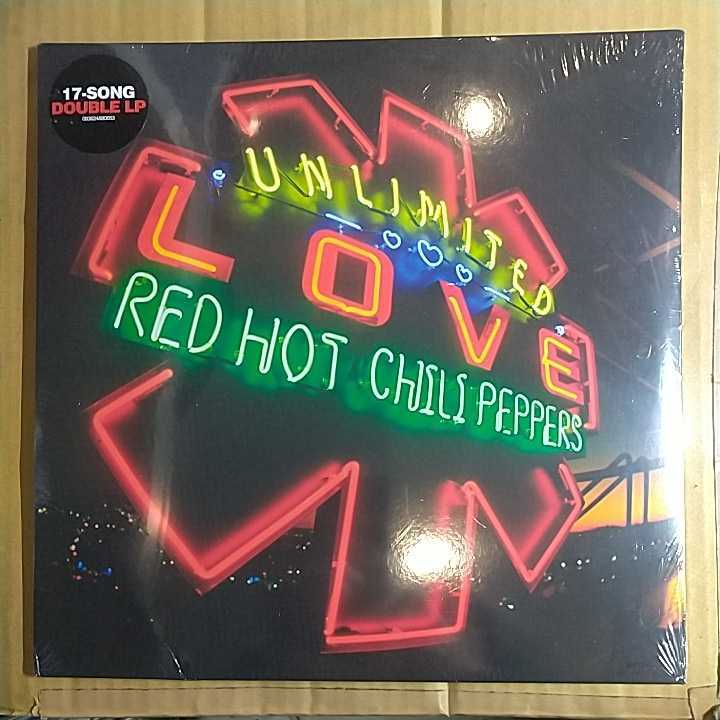 17-SONG
DOUBLE LP
UNLIMITED
LOVE
RED HOT CHILI PEPPERS